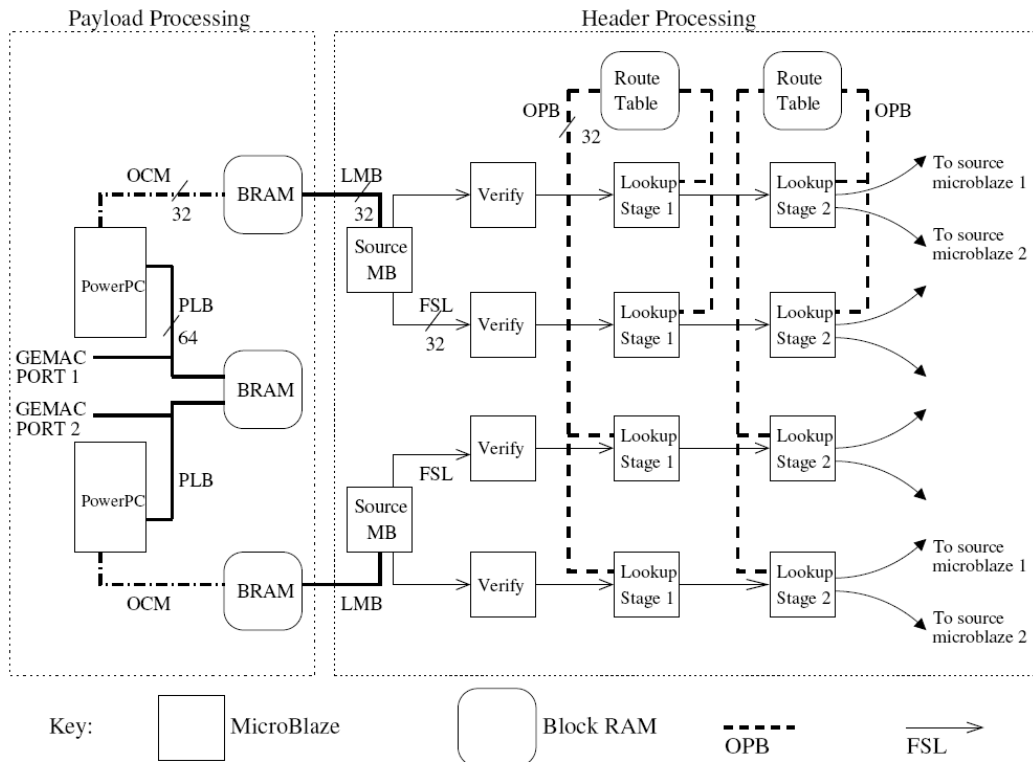 Payload Processing
Header Processing
Route
Table
Route
Table
OPB
32
OPB
OCM
32
BRAM
LMB
32
Verify
Lookup
Stage 1
Lookup
Stage 2
To source
microblaze 1
To source
microblaze 2
Source
MB
PowerPC
PLB
64
FSL
32
Verify
Lookup
Stage 1
Lookup
Stage 2
GEMAC
PORT 1
BRAM
GEMAC
PORT 2
PowerPC
PLB
FSL
Verify
Lookup
Stage 1
Lookup
Stage 2
Source
MB
OCM
BRAM
LMB
Verify
Lookup
Stage 1
Lookup
Stage 2
To source
microblaze 1
To source
microblaze 2
Key:
MicroBlaze
Block RAM
OPB
FSL